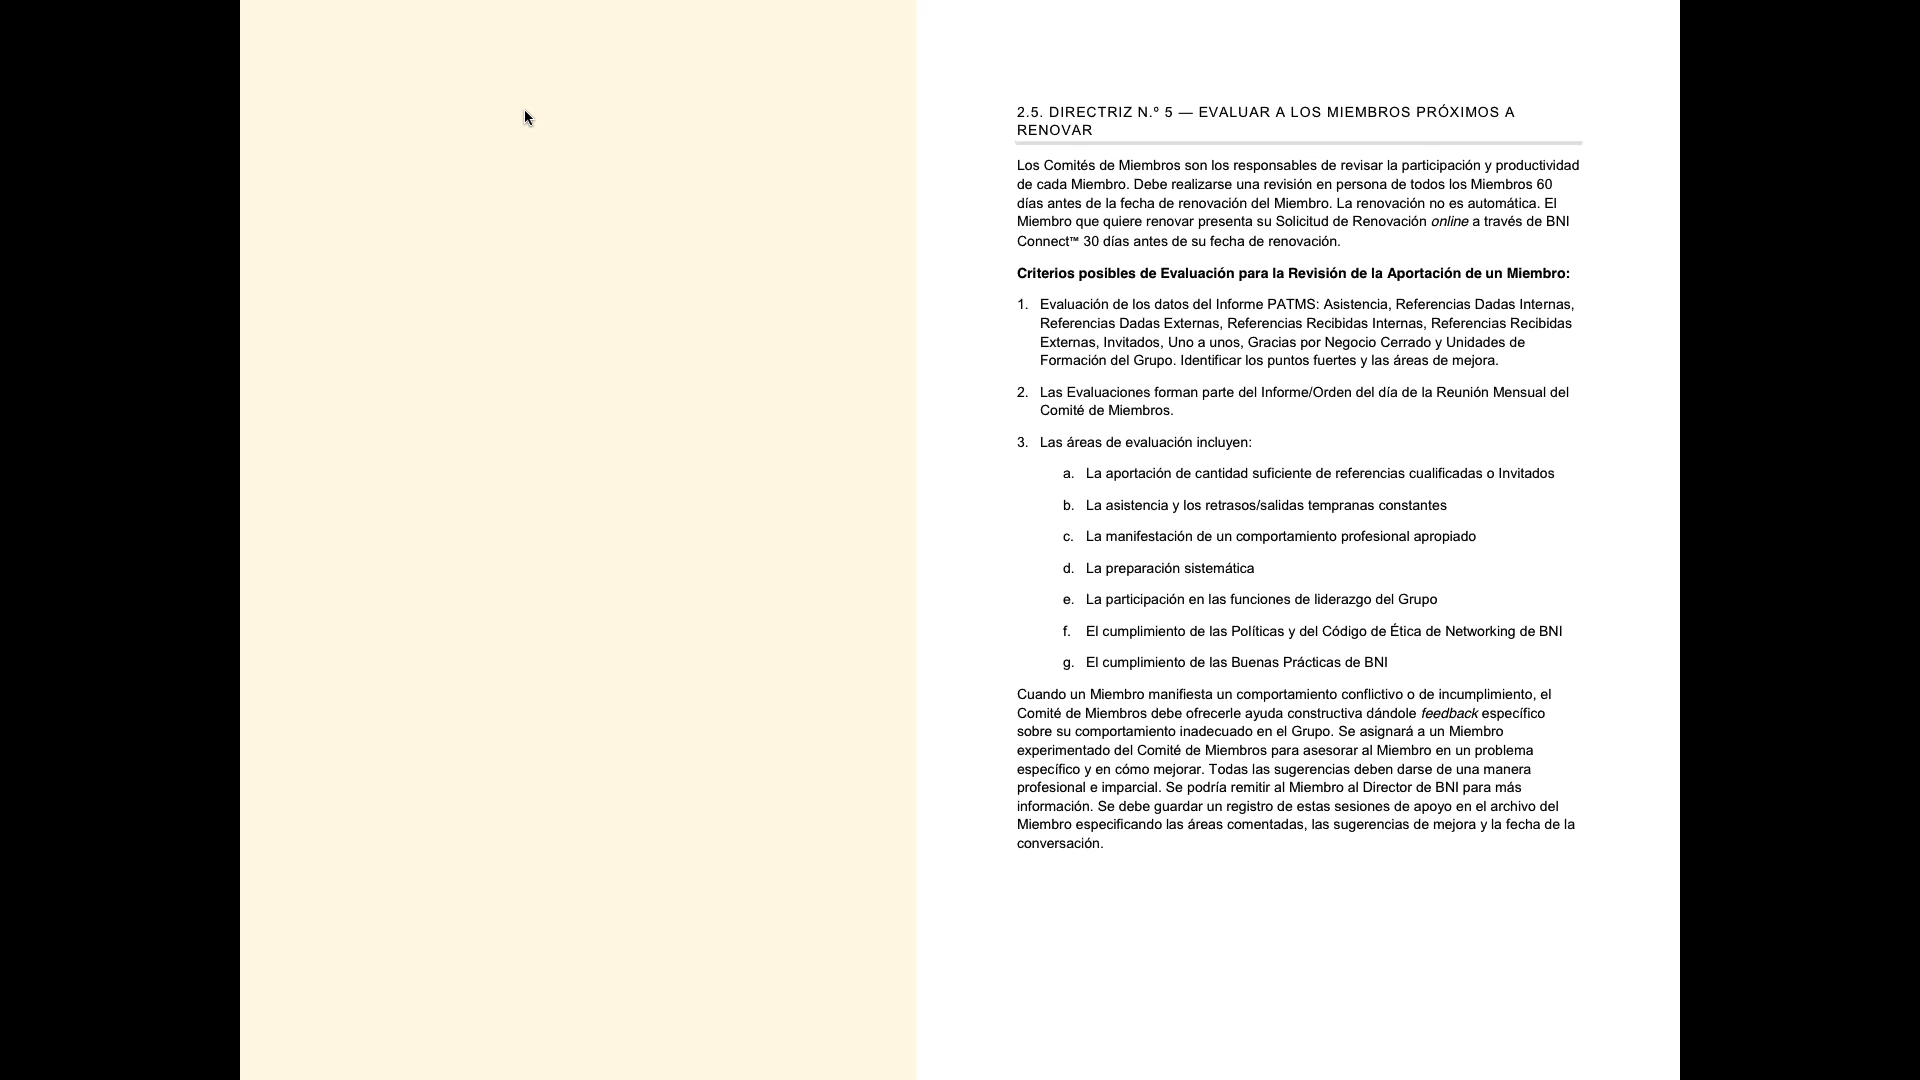 2.5. DIRECTRIZ N.º 5 — EVALUAR A LOS MIEMBROS PRÓXIMOS A
RENOVAR
Los Comités de Miembros son los responsables de revisar la participación y productividad
de cada Miembro. Debe realizarse una revisión en persona de todos los Miembros 60
días antes de la fecha de renovación del Miembro. La renovación no es automática. El
Miembro que quiere renovar presenta su Solicitud de Renovación online a través de BNI
Connect™ 30 días antes de su fecha de renovación.
Criterios posibles de Evaluación para la Revisión de la Aportación de un Miembro:
1. Evaluación de los datos del Informe PATMS: Asistencia, Referencias Dadas Internas,
Referencias Dadas Externas, Referencias Recibidas Internas, Referencias Recibidas
Externas, Invitados, Uno a unos, Gracias por Negocio Cerrado y Unidades de
Formación del Grupo. Identificar los puntos fuertes y las áreas de mejora.
2. Las Evaluaciones forman parte del Informe/Orden del día de la Reunión Mensual del
Comité de Miembros.
3. Las áreas de evaluación incluyen:
a. La aportación de cantidad suficiente de referencias cualificadas o Invitados
b. La asistencia y los retrasos/salidas tempranas constantes
c. La manifestación de un comportamiento profesional apropiado
d. La preparación sistemática
e. La participación en las funciones de liderazgo del Grupo
f. El cumplimiento de las Políticas y del Código de Ética de Networking de BNI
g. El cumplimiento de las Buenas Prácticas de BNI
Cuando un Miembro manifiesta un comportamiento conflictivo o de incumplimiento, el
Comité de Miembros debe ofrecerle ayuda constructiva dándole feedback específico
sobre su comportamiento inadecuado en el Grupo. Se asignará a un Miembro
experimentado del Comité de Miembros para asesorar al Miembro en un problema
específico y en cómo mejorar. Todas las sugerencias deben darse de una manera
profesional e imparcial. Se podría remitir al Miembro al Director de BNI para más
información. Se debe guardar un registro de estas sesiones de apoyo en el archivo del
Miembro especificando las áreas comentadas, las sugerencias de mejora y la fecha de la
conversación.